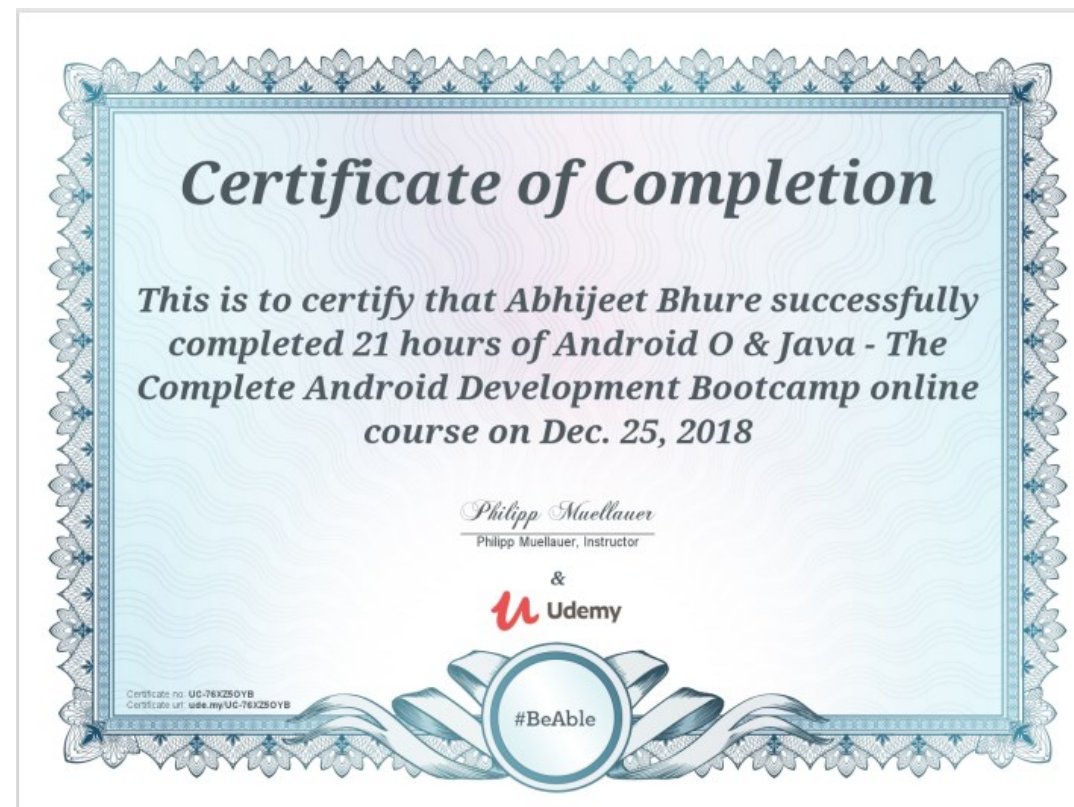 Certificate of Completion
This is to certify that Abhijeet Bhure successfully
completed 21 hours of Android O & Java - The
Complete Android Development Bootcamp online
course on Dec. 25, 2018
Philipp Muellauer
Philipp Muellauer, Instructor
&
Udemy
Certificate no: UC-76XZ5OYB
Certificate url: ude.my/UC-76XZ5OYB
#BeAble